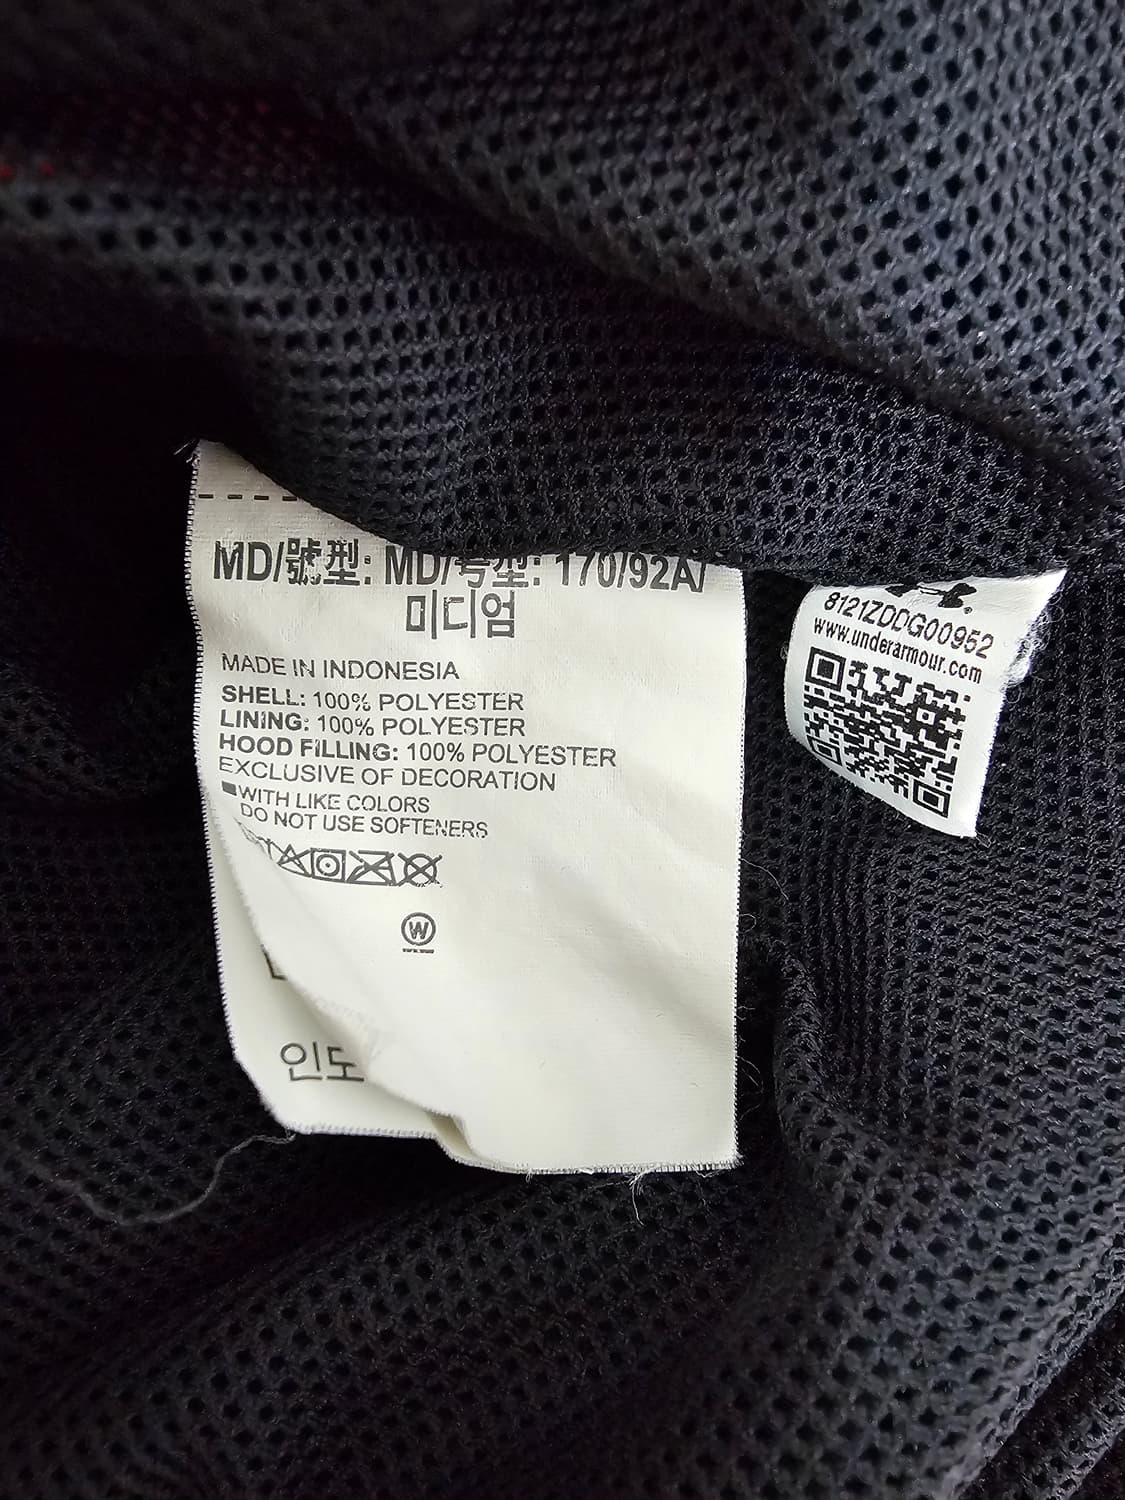 MD/號型: MD/号型: 170/92A/
미디엄
MADE IN INDONESIA
SHELL: 100% POLYESTER
LINING: 100% POLYESTER
HOOD FILLING: 100% POLYESTER
EXCLUSIVE OF DECORATION
WITH LIKE COLORS
DO NOT USE SOFTENERS
W
인도
8121ZDDG00952
www.underarmour.com